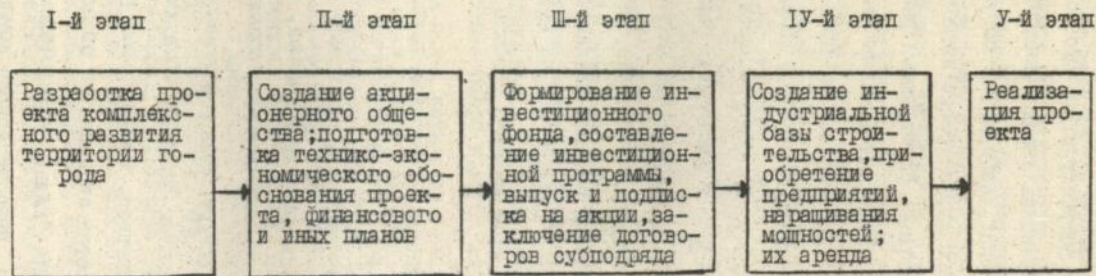 I-й этап
П-й этап
Ш-й этап
IУ-й этап
У-й этап
Разработка про-
екта комплекс-
ного развития
территории го-
рода
Создание акци-
онерного обще-
ства;подготов-
ка технико-эко-
номического обо-
снования проек-
та, финансового
и иных планов
Формирование ин-
вестиционного
фонда,составле-
ние инвестицион-
ной программы,
выпуск и подпис-
ка на акции,за-
ключение догово-
ров субподряда
Создание ин-
дустриальной
базы строи-
тельства,при-
обретение
предприятий,
наращивания
мощностей;
их аренда
Реализа-
ция про-
екта